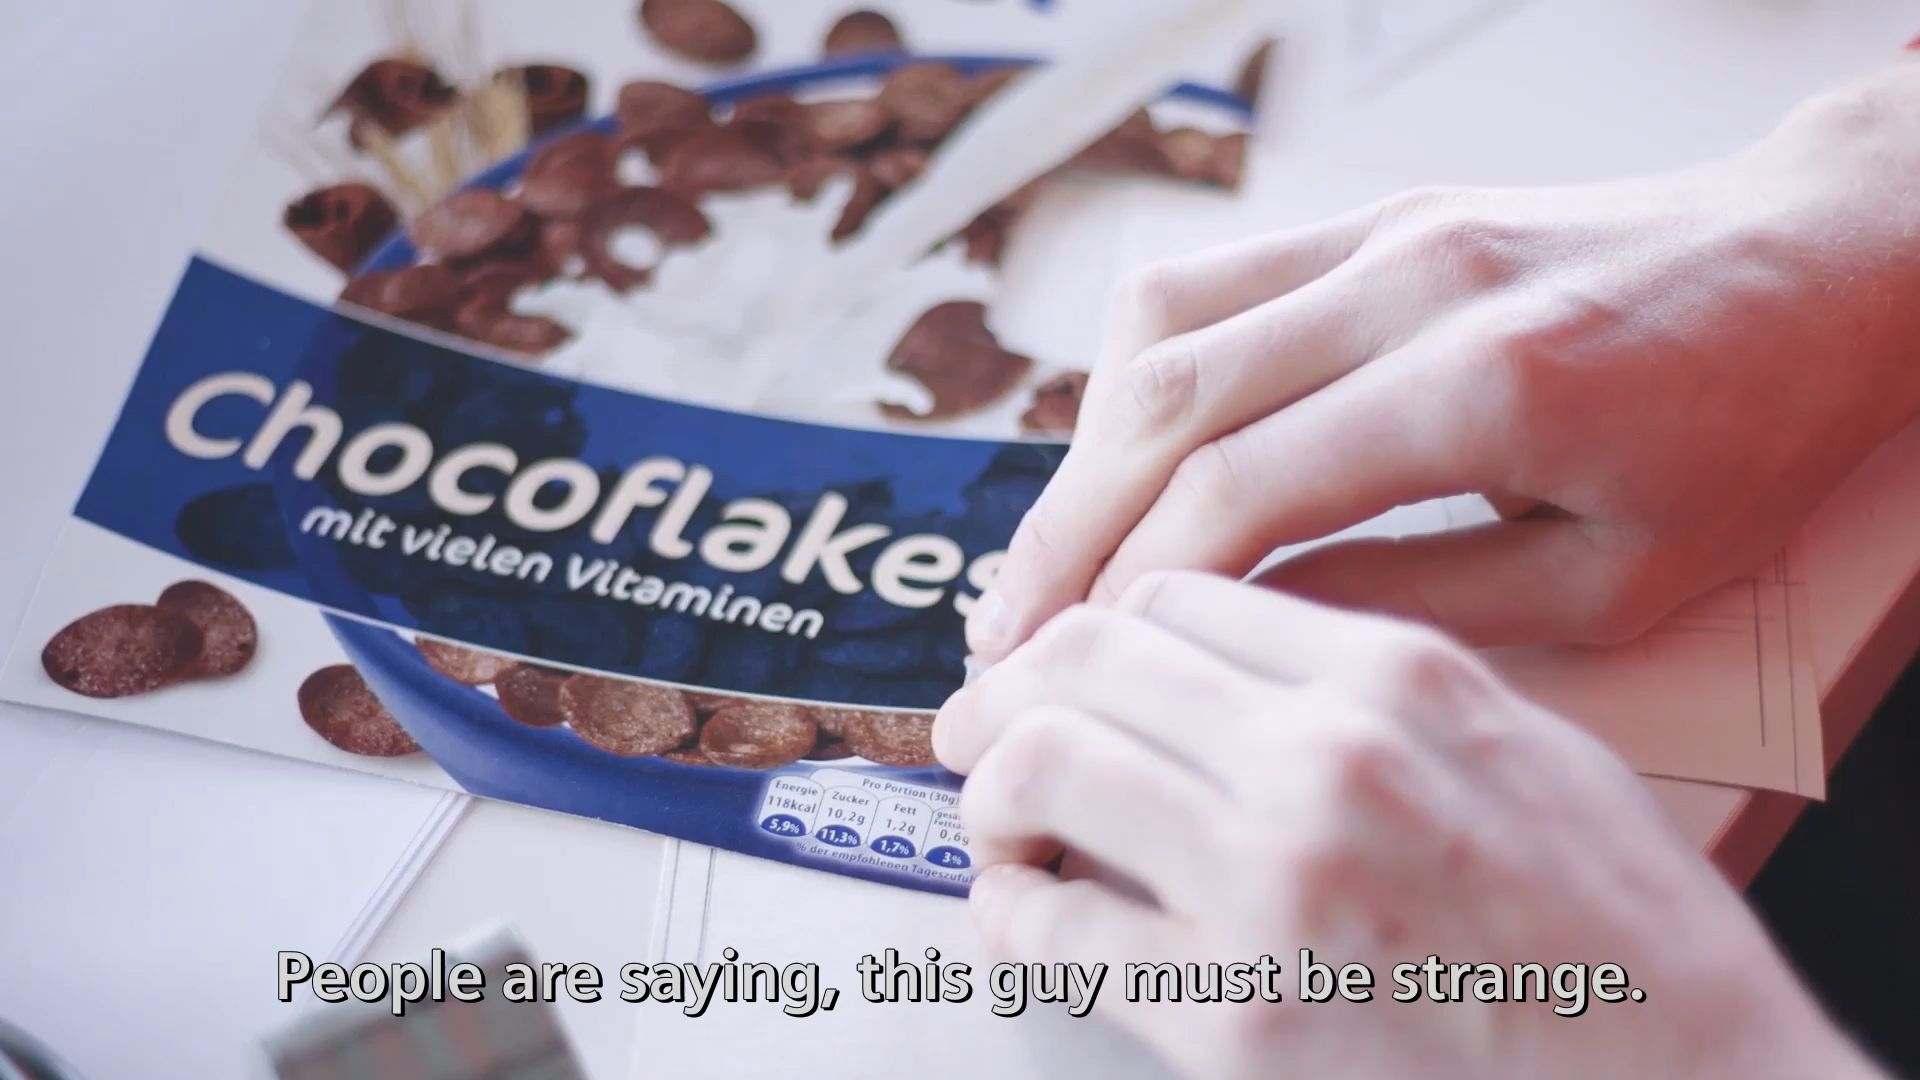 Chocoflakes
mit vielen Vitaminen
Pro Portion (30g)
Energie
118kcal
5,9%
Zucker
10,2g
11,3%
Fett
1,2g
1,7%
0,6g
3%
% der empfohlenen
People are saying, this guy must be strange.